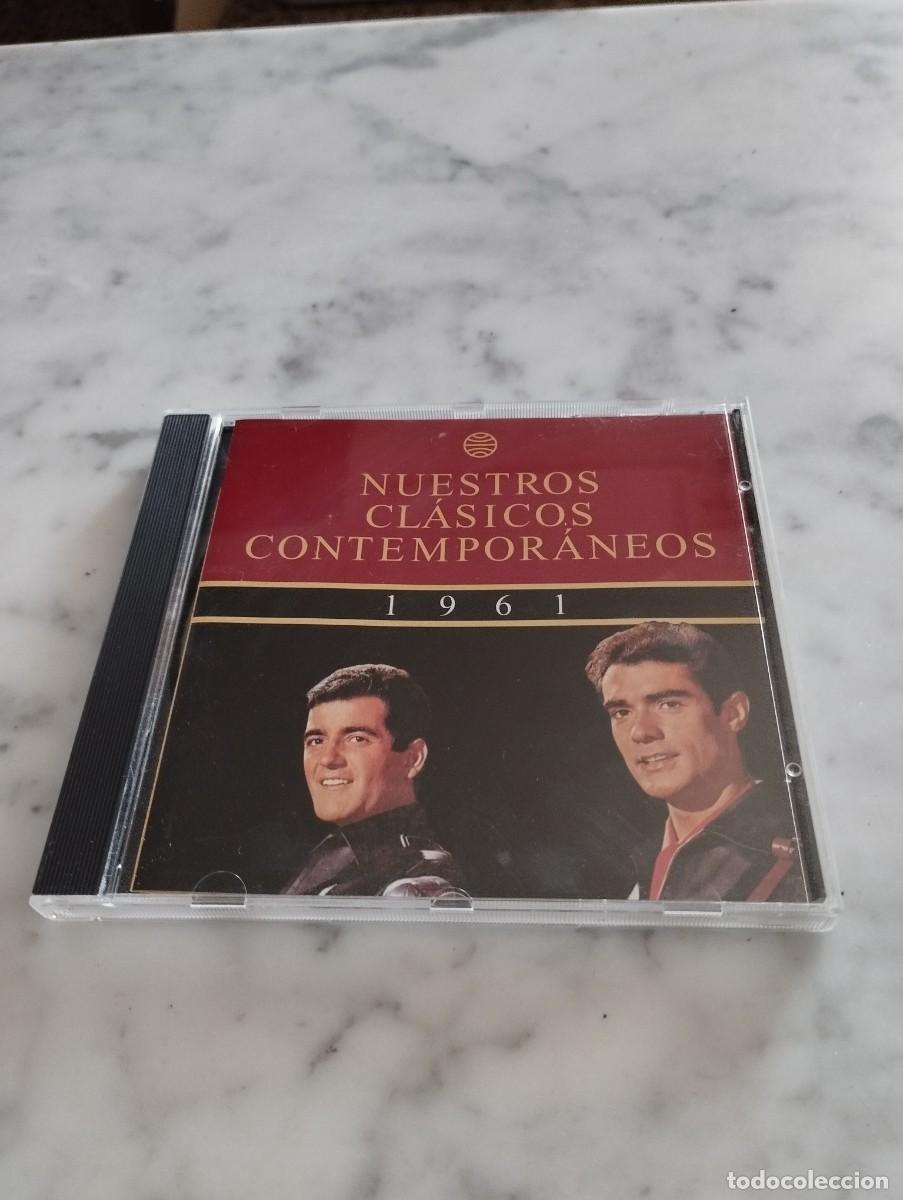 NUESTROS
CLÁSICOS
CONTEMPORÁNEOS
1961
todocoleccion